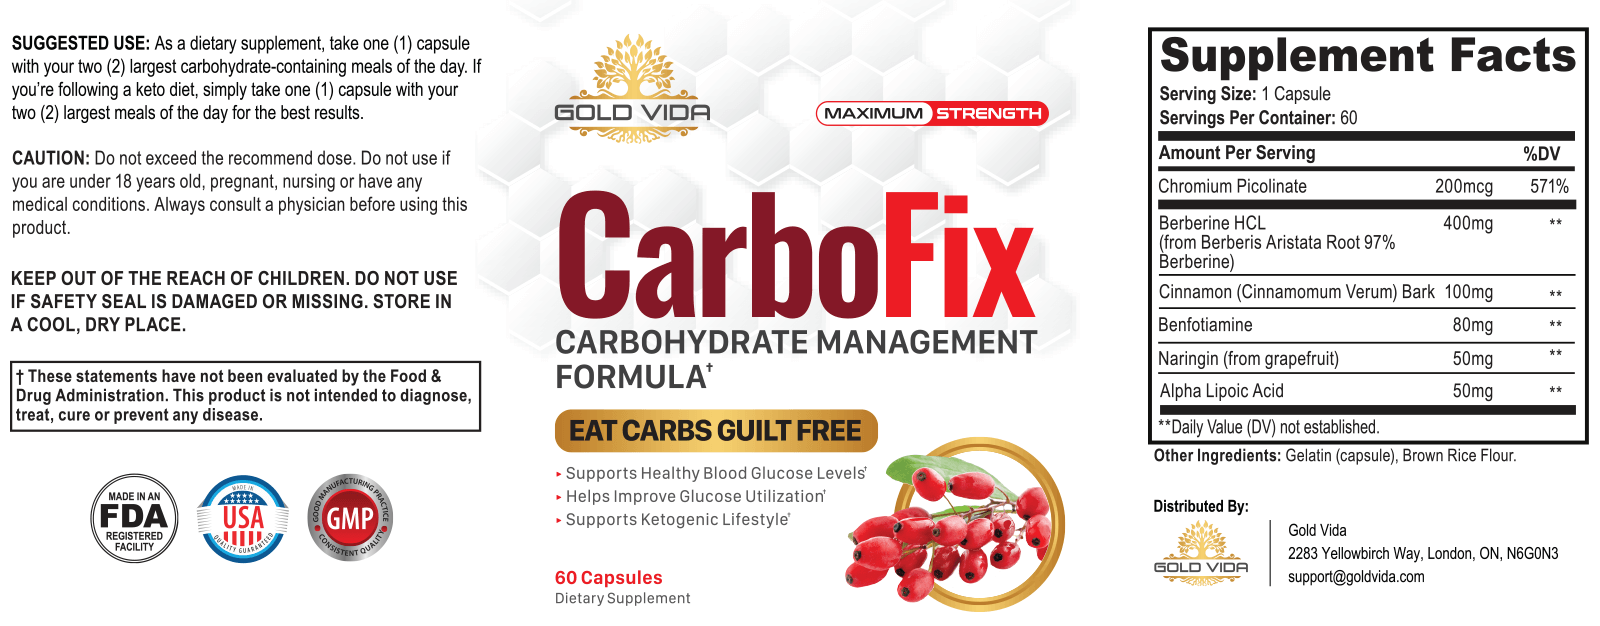 SUGGESTED USE: As a dietary supplement, take one (1) capsule
with your two (2) largest carbohydrate-containing meals of the day. If
you're following a keto diet, simply take one (1) capsule with your
two (2) largest meals of the day for the best results.
CAUTION: Do not exceed the recommend dose. Do not use if
you are under 18 years old, pregnant, nursing or have any
medical conditions. Always consult a physician before using this
product.
KEEP OUT OF THE REACH OF CHILDREN. DO NOT USE
IF SAFETY SEAL IS DAMAGED OR MISSING. STORE IN
A COOL, DRY PLACE.
† These statements have not been evaluated by the Food &
Drug Administration. This product is not intended to diagnose,
treat, cure or prevent any disease.
MADE IN AN
FDA
REGISTERED
FACILITY
MADE IN
USA
QUALITY GUARANTEED
GOOD MANUFACTURING PRACTICE
GMP
CONSISTENT QUALITY
GOLD VIDA
MAXIMUM STRENGTH
CarboFix
CARBOHYDRATE MANAGEMENT
FORMULA†
EAT CARBS GUILT FREE
▸ Supports Healthy Blood Glucose Levels†
▸ Helps Improve Glucose Utilization†
▸ Supports Ketogenic Lifestyle†
60 Capsules
Dietary Supplement
Supplement Facts
Serving Size: 1 Capsule
Servings Per Container: 60
Amount Per Serving %DV
Chromium Picolinate 200mcg 571%
Berberine HCL 400mg **
(from Berberis Aristata Root 97%
Berberine)
Cinnamon (Cinnamomum Verum) Bark 100mg **
Benfotiamine 80mg **
Naringin (from grapefruit) 50mg **
Alpha Lipoic Acid 50mg **
**Daily Value (DV) not established.
Other Ingredients: Gelatin (capsule), Brown Rice Flour.
Distributed By:
GOLD VIDA
Gold Vida
2283 Yellowbirch Way, London, ON, N6G0N3
support@goldvida.com